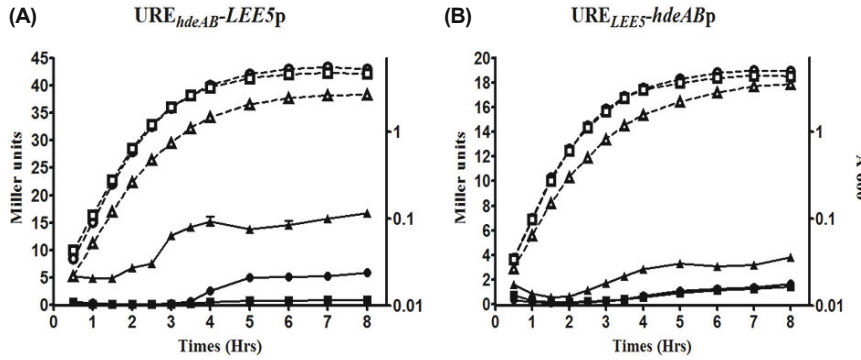 (A)
URE hdeAB-LEE5p
Miller units
45
40
35
30
25
20
15
10
5
0
0 1 2 3 4 5 6 7 8
1
0.1
0.01
Times (Hrs)
(B)
URE LEE5-hdeABp
Miller units
20
18
16
14
12
10
8
6
4
2
0
0 1 2 3 4 5 6 7 8
1
0.1
0.01
Times (Hrs)